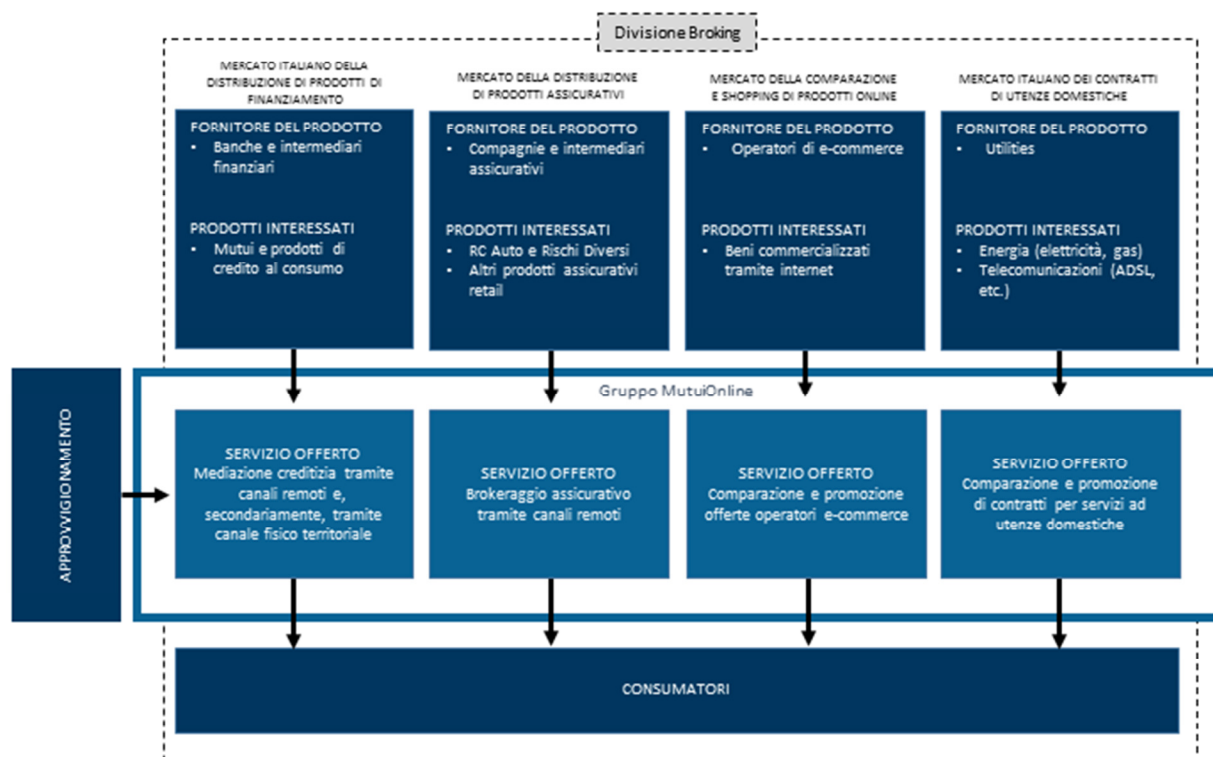 Divisione Broking
MERCATO ITALIANO DELLA
DISTRIBUZIONE DI PRODOTTI DI
FINANZIAMENTO
MERCATO DELLA DISTRIBUZIONE
DI PRODOTTI ASSICURATIVI
MERCATO DELLA COMPARAZIONE
E SHOPPING DI PRODOTTI ONLINE
MERCATO ITALIANO DEI CONTRATTI
DI UTENZE DOMESTICHE
FORNITORE DEL PRODOTTO
▪ Banche e intermediari
finanziari
PRODOTTI INTERESSATI
▪ Mutui e prodotti di
credito al consumo
FORNITORE DEL PRODOTTO
▪ Compagnie e intermediari
assicurativi
PRODOTTI INTERESSATI
▪ RC Auto e Rischi Diversi
▪ Altri prodotti assicurativi
retail
FORNITORE DEL PRODOTTO
▪ Operatori di e-commerce
PRODOTTI INTERESSATI
▪ Beni commercializzati
tramite internet
FORNITORE DEL PRODOTTO
▪ Utilities
PRODOTTI INTERESSATI
▪ Energia (elettricità, gas)
▪ Telecomunicazioni (ADSL,
etc.)
APPROVVIGIONAMENTO
Gruppo MutuiOnline
SERVIZIO OFFERTO
Mediazione creditizia tramite
canali remoti e,
secondariamente, tramite
canale fisico territoriale
SERVIZIO OFFERTO
Brokeraggio assicurativo
tramite canali remoti
SERVIZIO OFFERTO
Comparazione e promozione
offerte operatori e-commerce
SERVIZIO OFFERTO
Comparazione e promozione
di contratti per servizi ad
utenze domestiche
CONSUMATORI